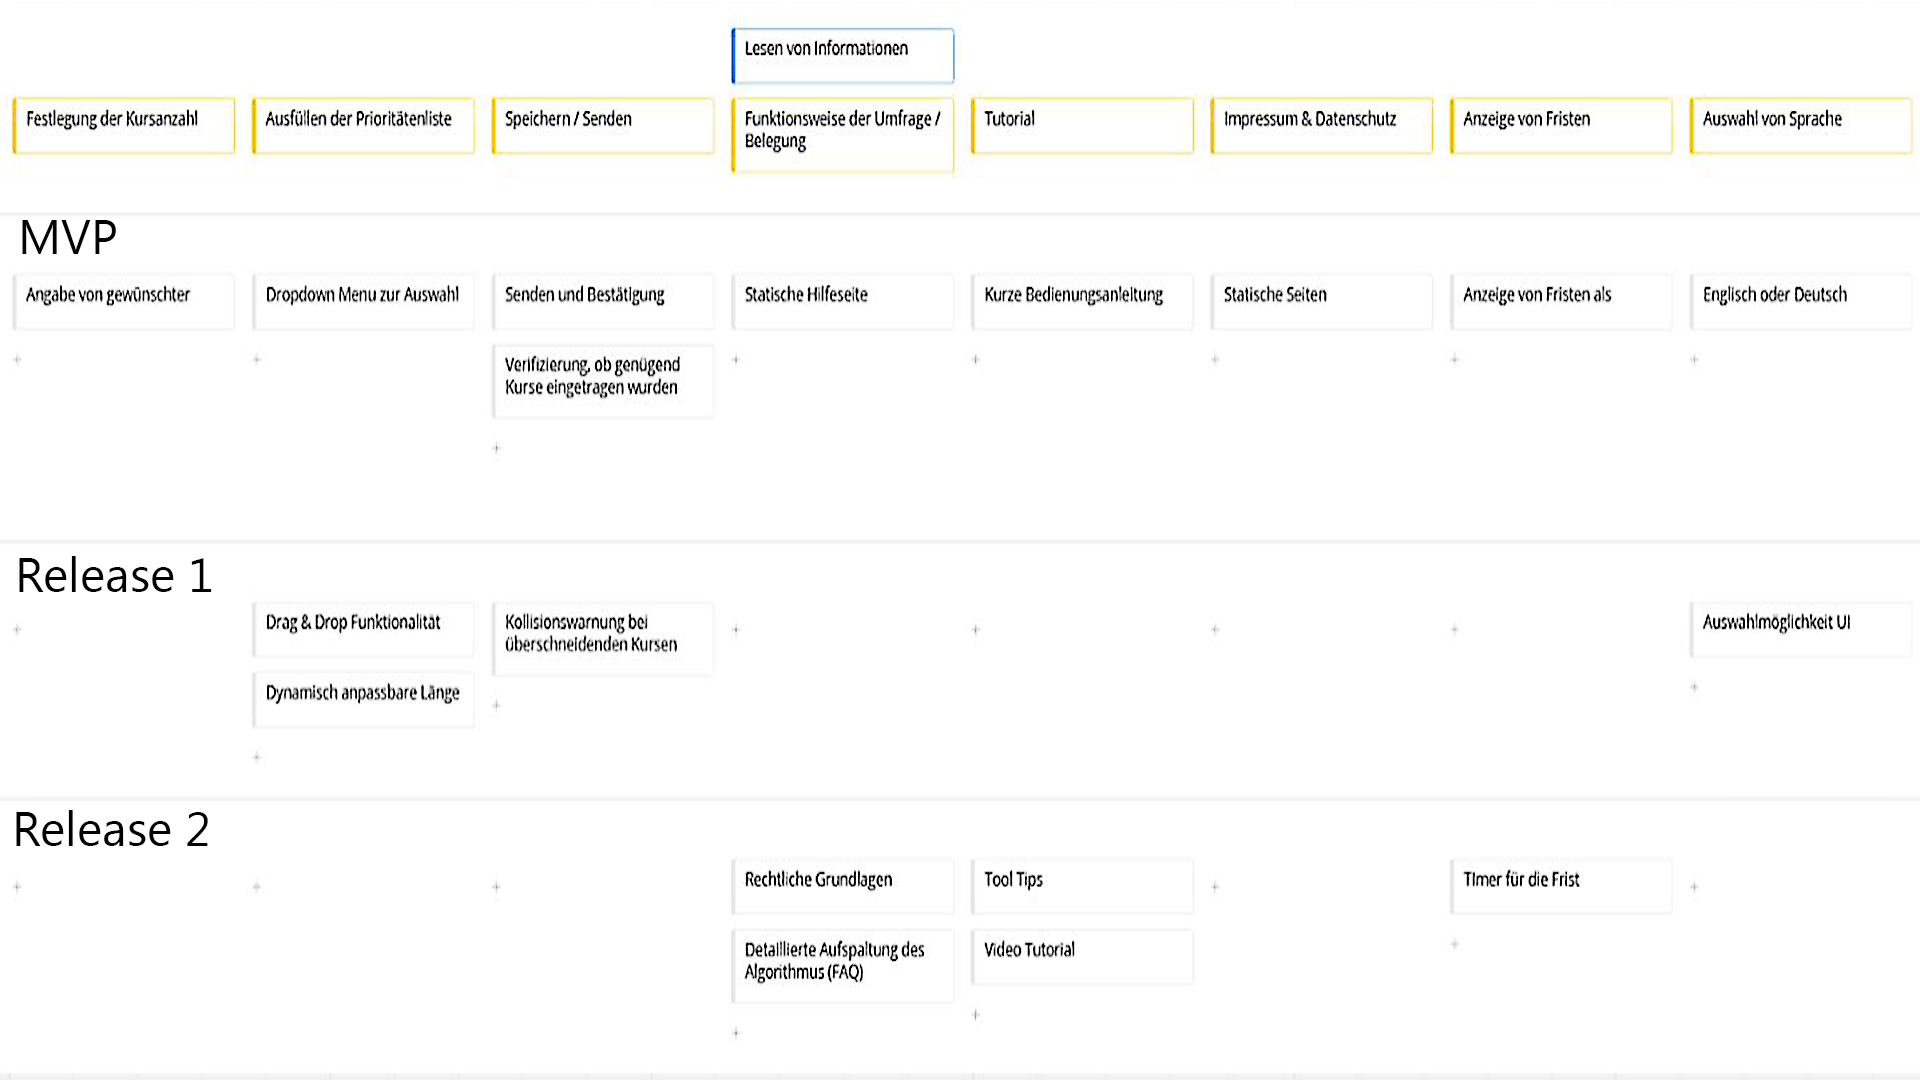 Lesen von Informationen
Festlegung der Kursanzahl
Ausfüllen der Prioritätenliste
Speichern / Senden
Funktionsweise der Umfrage /
Belegung
Tutorial
Impressum & Datenschutz
Anzeige von Fristen
Auswahl von Sprache
MVP
Angabe von gewünschter
Dropdown Menu zur Auswahl
Senden und Bestätigung
Verifizierung, ob genügend
Kurse eingetragen wurden
Statische Hilfeseite
Kurze Bedienungsanleitung
Statische Seiten
Anzeige von Fristen als
Englisch oder Deutsch
Release 1
Drag & Drop Funktionalität
Dynamisch anpassbare Länge
Kollisionswarnung bei
überschneidenden Kursen
Auswahlmöglichkeit UI
Release 2
Rechtliche Grundlagen
Detaillierte Aufspaltung des
Algorithmus (FAQ)
Tool Tips
Video Tutorial
Timer für die Frist